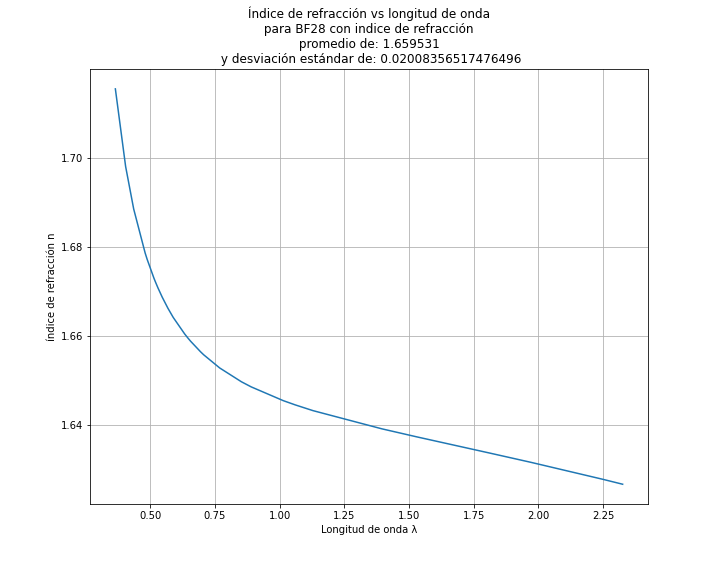 Índice de refracción vs longitud de onda
para BF28 con indice de refracción
promedio de: 1.659531
y desviación estándar de: 0.02008356517476496
1.70
1.68
1.66
1.64
Índice de refracción n
0.50 0.75 1.00 1.25 1.50 1.75 2.00 2.25
Longitud de onda λ